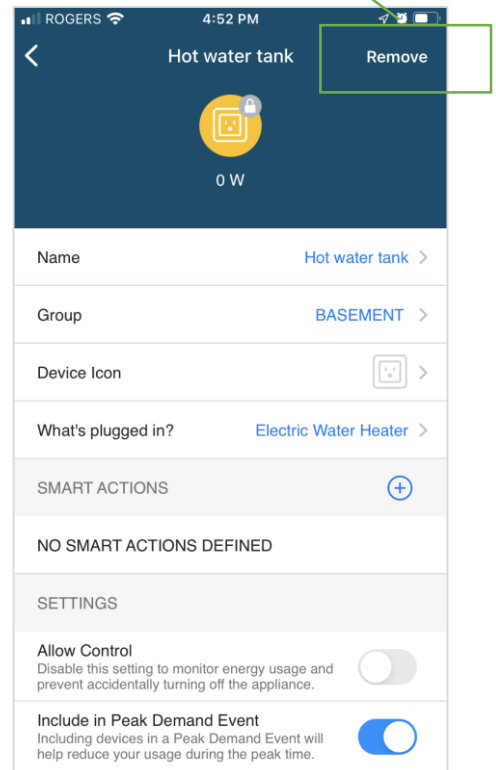 ROGERS 4:52 PM
Hot water tank Remove
0 W
Name Hot water tank
Group BASEMENT
Device Icon
What's plugged in? Electric Water Heater
SMART ACTIONS
NO SMART ACTIONS DEFINED
SETTINGS
Allow Control
Disable this setting to monitor energy usage and
prevent accidentally turning off the appliance.
Include in Peak Demand Event
Including devices in a Peak Demand Event will
help reduce your usage during the peak time.